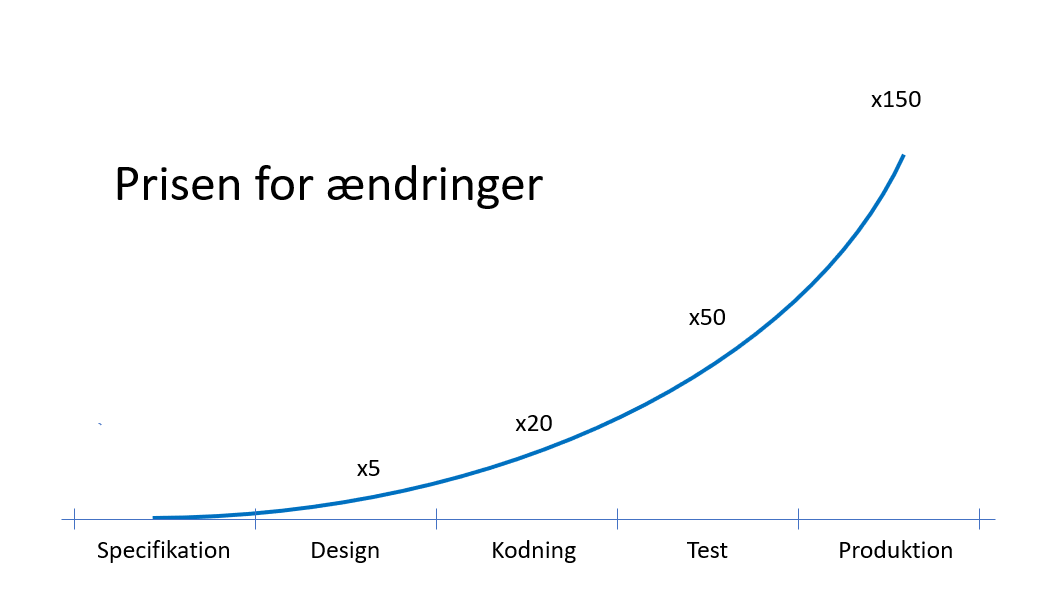 x150
Prisen for ændringer
x50
x20
x5
Specifikation Design Kodning Test Produktion